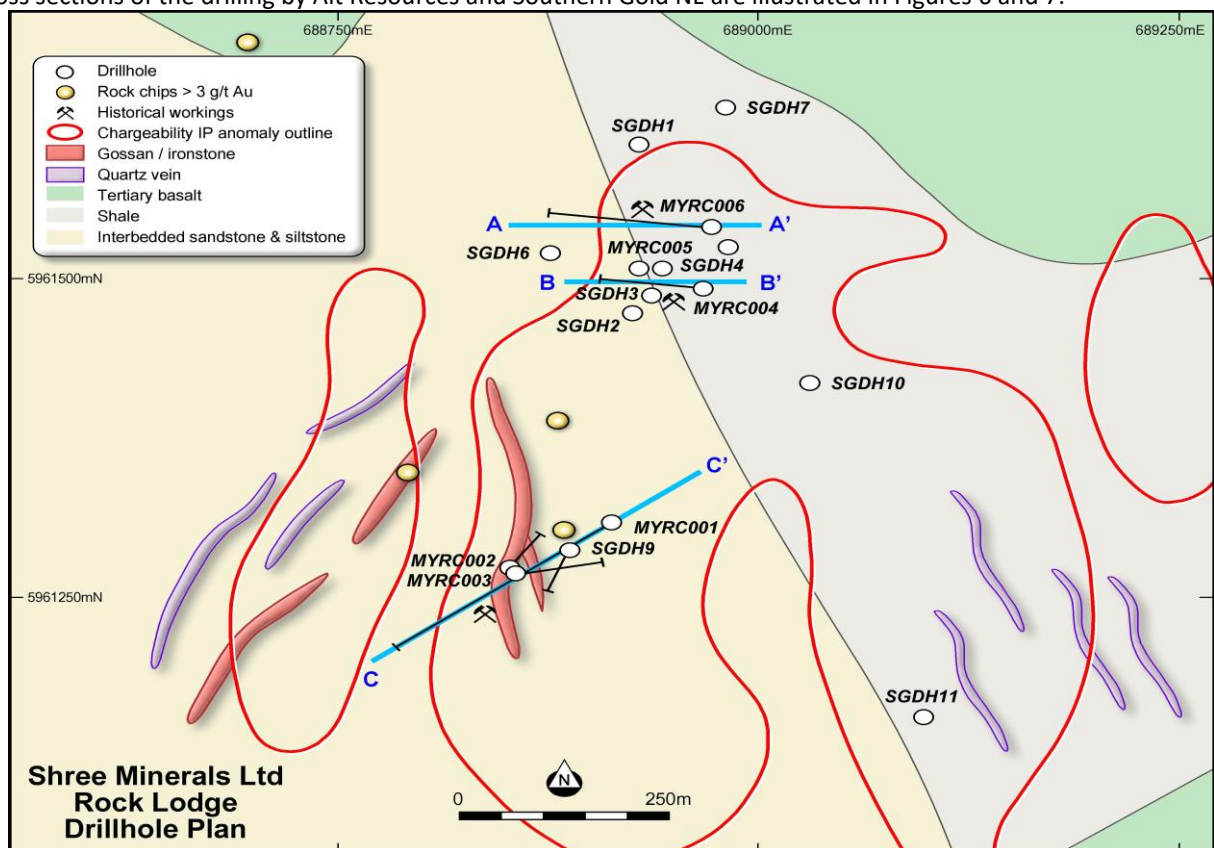 oss sections of the drilling by Alt Resources and Southern Gold NL are illustrated in Figures 6 and 7.
688750mE
689000mE
689250mE
Drillhole
Rock chips > 3 g/t Au
Historical workings
Chargeability IP anomaly outline
Gossan / ironstone
Quartz vein
Tertiary basalt
Shale
Interbedded sandstone & siltstone
SGDH7
SGDH1
MYRC006
A
A'
SGDH6
MYRC005
SGDH4
5961500mN
B
B'
SGDH3
MYRC004
SGDH2
SGDH10
C'
MYRC001
SGDH9
MYRC002
MYRC003
5961250mN
C
SGDH11
Shree Minerals Ltd
Rock Lodge
Drillhole Plan
N
0
250m